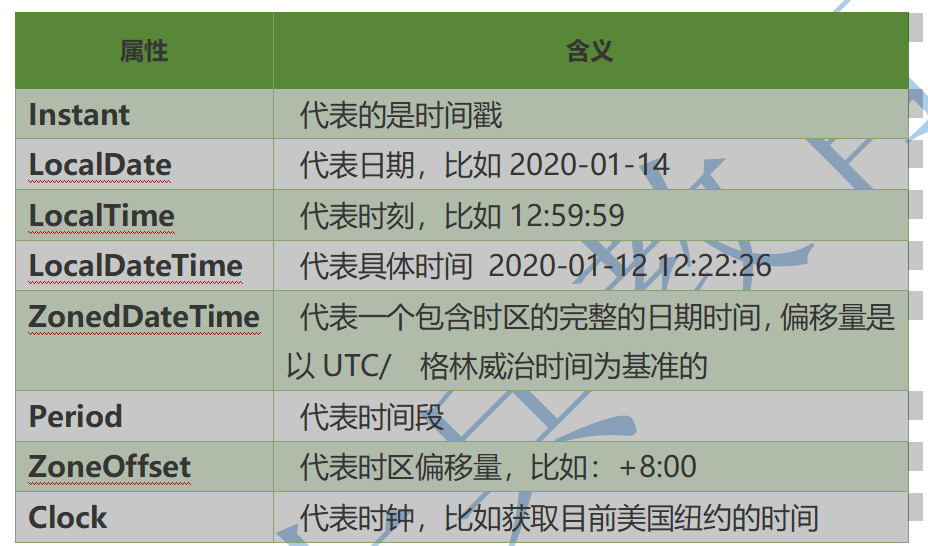 属性 含义
Instant 代表的是时间戳
LocalDate 代表日期，比如 2020-01-14
LocalTime 代表时刻，比如 12:59:59
LocalDateTime 代表具体时间 2020-01-12 12:22:26
ZonedDateTime 代表一个包含时区的完整的日期时间，偏移量是
以 UTC/ 格林威治时间为基准的
Period 代表时间段
ZoneOffset 代表时区偏移量，比如：+8:00
Clock 代表时钟，比如获取目前美国纽约的时间